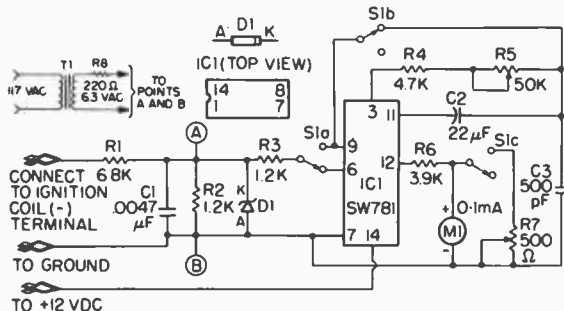 A D1 K
S1b
IC1 (TOP VIEW)
14 8
1 7
T1 R8
117 VAC
220 Ω
6.3 VAC
TO
POINTS
A AND B
R4
4.7K
R5
50K
3 11
C2
22 µF
A
S1a
9
R1
6.8K
R3
1.2K
6
IC1
SW781
12
R6
3.9K
S1c
CONNECT
TO IGNITION
COIL (-)
TERMINAL
C1
.0047
µF
R2
1.2K
K
D1
A
C3
500
pF
+ 0-1mA
M1
-
R7
500
Ω
7 14
B
TO GROUND
TO +12 VDC